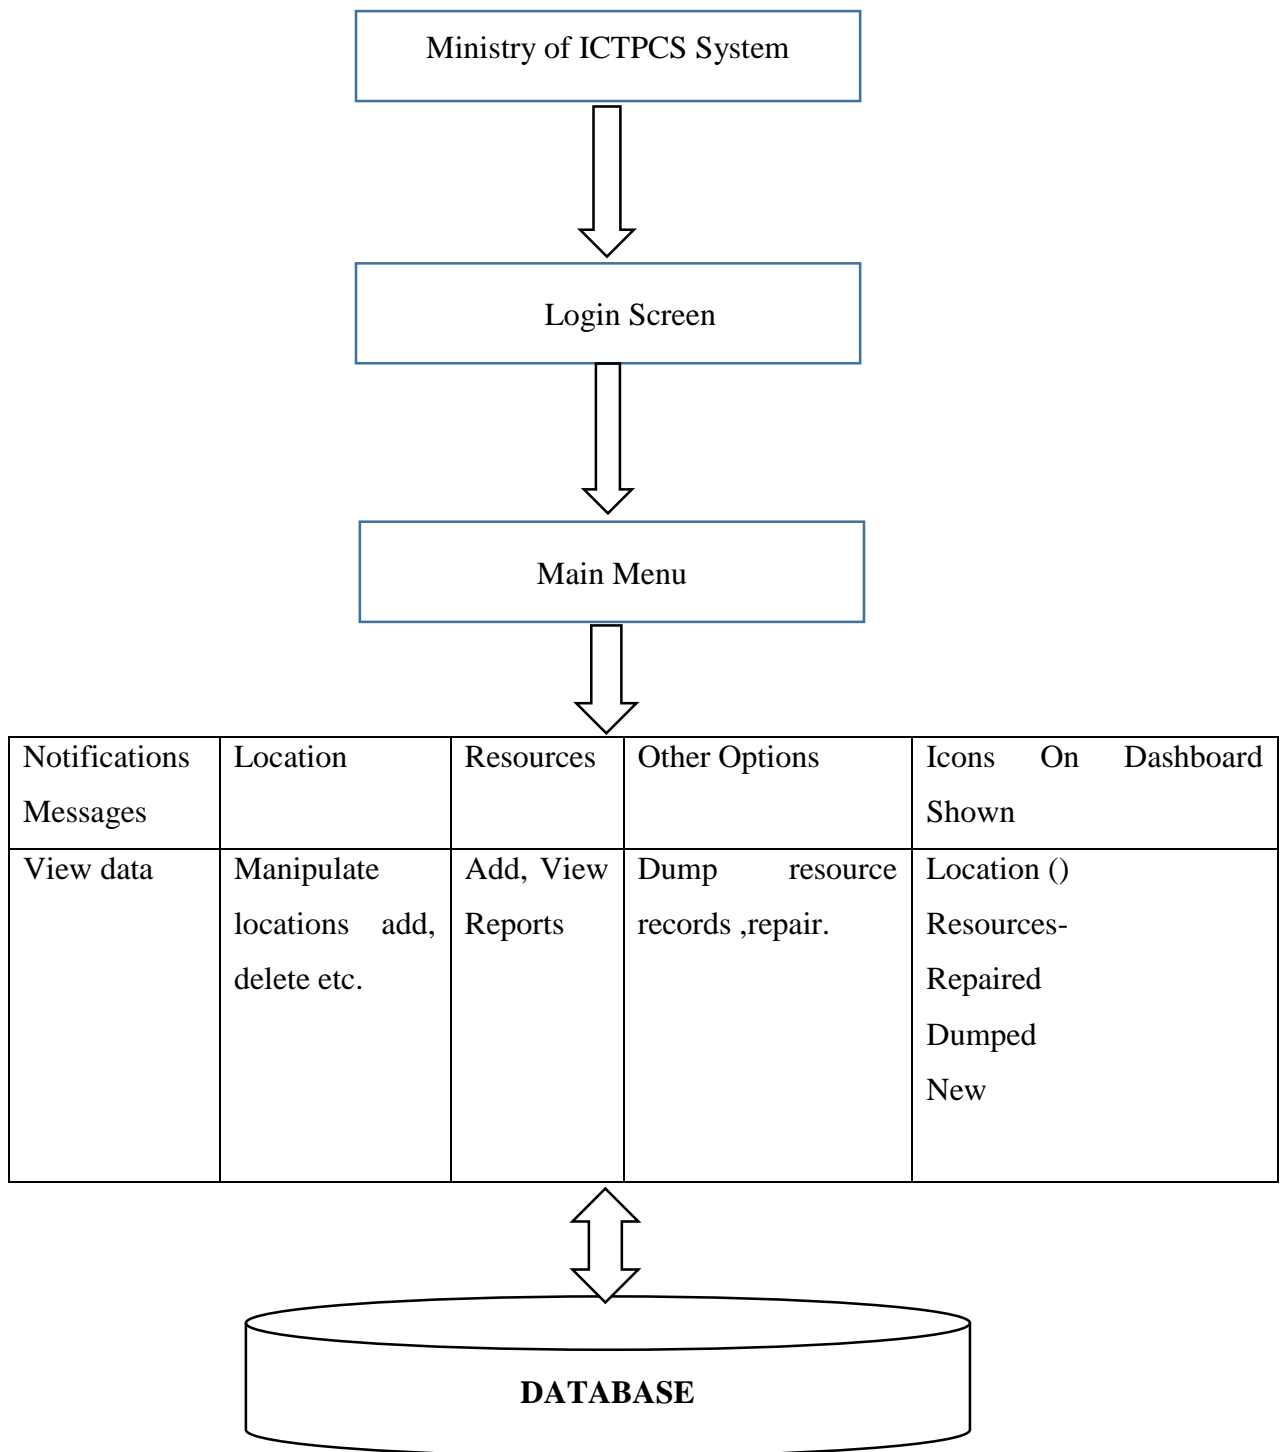 Ministry of ICTPCS System
Login Screen
Main Menu
Notifications
Messages
Location
Resources
Other Options
Icons On Dashboard
Shown
View data
Manipulate
locations add,
delete etc.
Add, View
Reports
Dump resource
records ,repair.
Location ()
Resources-
Repaired
Dumped
New
DATABASE